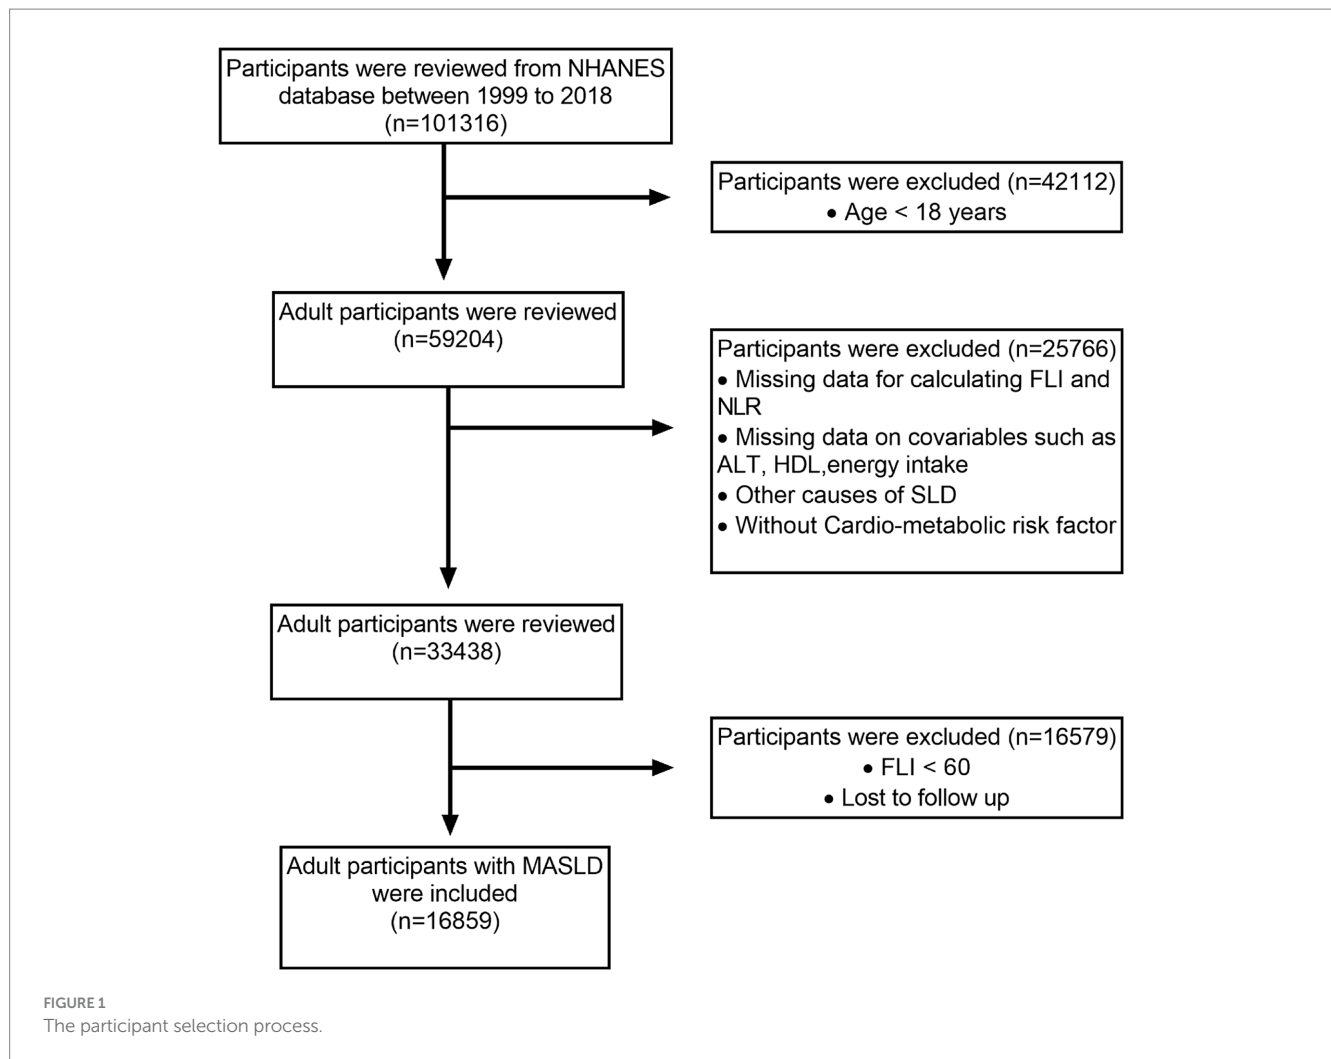 Participants were reviewed from NHANES
database between 1999 to 2018
(n=101316)
Participants were excluded (n=42112)
• Age < 18 years
Adult participants were reviewed
(n=59204)
Participants were excluded (n=25766)
• Missing data for calculating FLI and
NLR
• Missing data on covariables such as
ALT, HDL,energy intake
• Other causes of SLD
• Without Cardio-metabolic risk factor
Adult participants were reviewed
(n=33438)
Participants were excluded (n=16579)
• FLI < 60
• Lost to follow up
Adult participants with MASLD
were included
(n=16859)
FIGURE 1
The participant selection process.